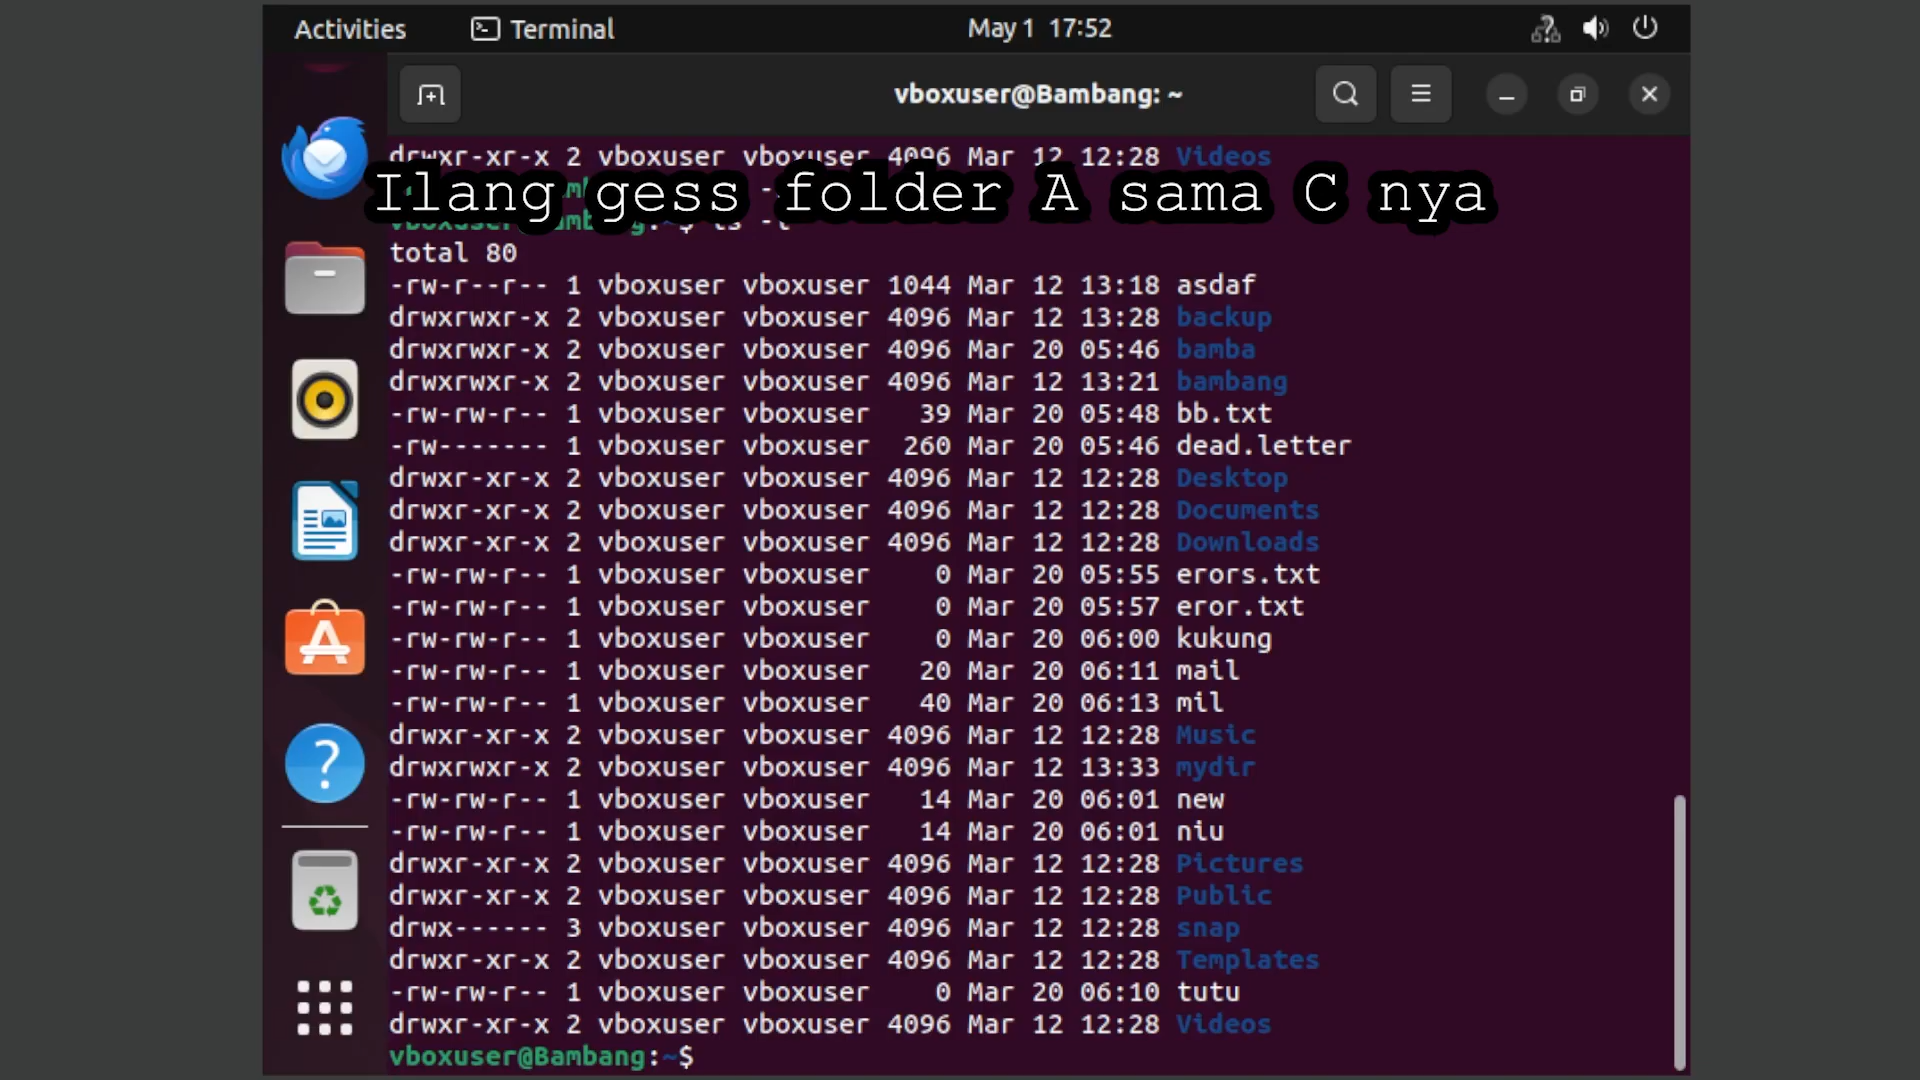 Activities Terminal May 1 17:52
vboxuser@Bambang: ~
drwxr-xr-x 2 vboxuser vboxuser 4096 Mar 12 12:28 Videos
Ilang gess folder A sama C nya
total 80
-rw-r--r-- 1 vboxuser vboxuser 1044 Mar 12 13:18 asdaf
drwxrwxr-x 2 vboxuser vboxuser 4096 Mar 12 13:28 backup
drwxrwxr-x 2 vboxuser vboxuser 4096 Mar 20 05:46 bamba
drwxrwxr-x 2 vboxuser vboxuser 4096 Mar 12 13:21 bambang
-rw-rw-r-- 1 vboxuser vboxuser 39 Mar 20 05:48 bb.txt
-rw------- 1 vboxuser vboxuser 260 Mar 20 05:46 dead.letter
drwxr-xr-x 2 vboxuser vboxuser 4096 Mar 12 12:28 Desktop
drwxr-xr-x 2 vboxuser vboxuser 4096 Mar 12 12:28 Documents
drwxr-xr-x 2 vboxuser vboxuser 4096 Mar 12 12:28 Downloads
-rw-rw-r-- 1 vboxuser vboxuser 0 Mar 20 05:55 erors.txt
-rw-rw-r-- 1 vboxuser vboxuser 0 Mar 20 05:57 eror.txt
-rw-rw-r-- 1 vboxuser vboxuser 0 Mar 20 06:00 kukung
-rw-rw-r-- 1 vboxuser vboxuser 20 Mar 20 06:11 mail
-rw-rw-r-- 1 vboxuser vboxuser 40 Mar 20 06:13 mil
drwxr-xr-x 2 vboxuser vboxuser 4096 Mar 12 12:28 Music
drwxrwxr-x 2 vboxuser vboxuser 4096 Mar 12 13:33 mydir
-rw-rw-r-- 1 vboxuser vboxuser 14 Mar 20 06:01 new
-rw-rw-r-- 1 vboxuser vboxuser 14 Mar 20 06:01 niu
drwxr-xr-x 2 vboxuser vboxuser 4096 Mar 12 12:28 Pictures
drwxr-xr-x 2 vboxuser vboxuser 4096 Mar 12 12:28 Public
drwx------ 3 vboxuser vboxuser 4096 Mar 12 12:28 snap
drwxr-xr-x 2 vboxuser vboxuser 4096 Mar 12 12:28 Templates
-rw-rw-r-- 1 vboxuser vboxuser 0 Mar 20 06:10 tutu
drwxr-xr-x 2 vboxuser vboxuser 4096 Mar 12 12:28 Videos
vboxuser@Bambang:~$